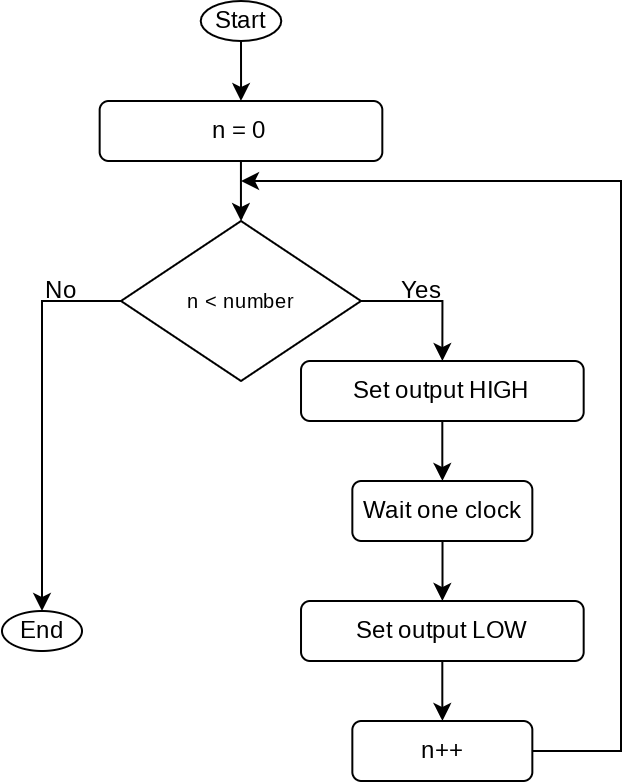 Start
n = 0
n < number
No
Yes
Set output HIGH
Wait one clock
Set output LOW
n++
End